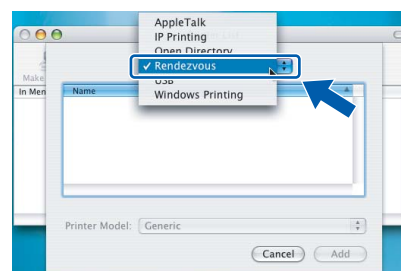 AppleTalk
IP Printing
Open Directory
✓ Rendezvous
USB
Windows Printing
Make
In Men
Name
Printer Model: Generic
Cancel Add